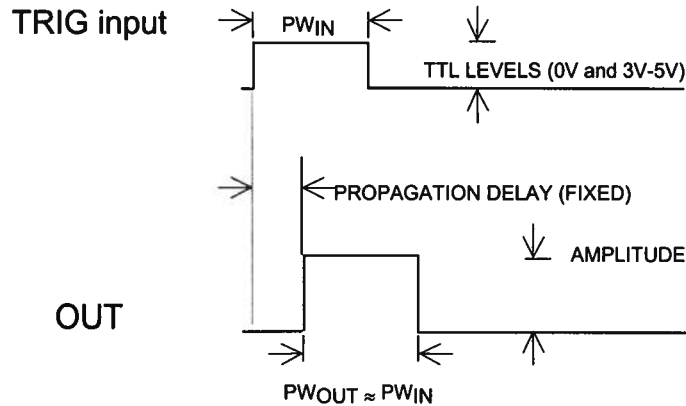 TRIG input
PWIN
TTL LEVELS (0V and 3V-5V)
PROPAGATION DELAY (FIXED)
AMPLITUDE
OUT
PWOUT ≈ PWIN